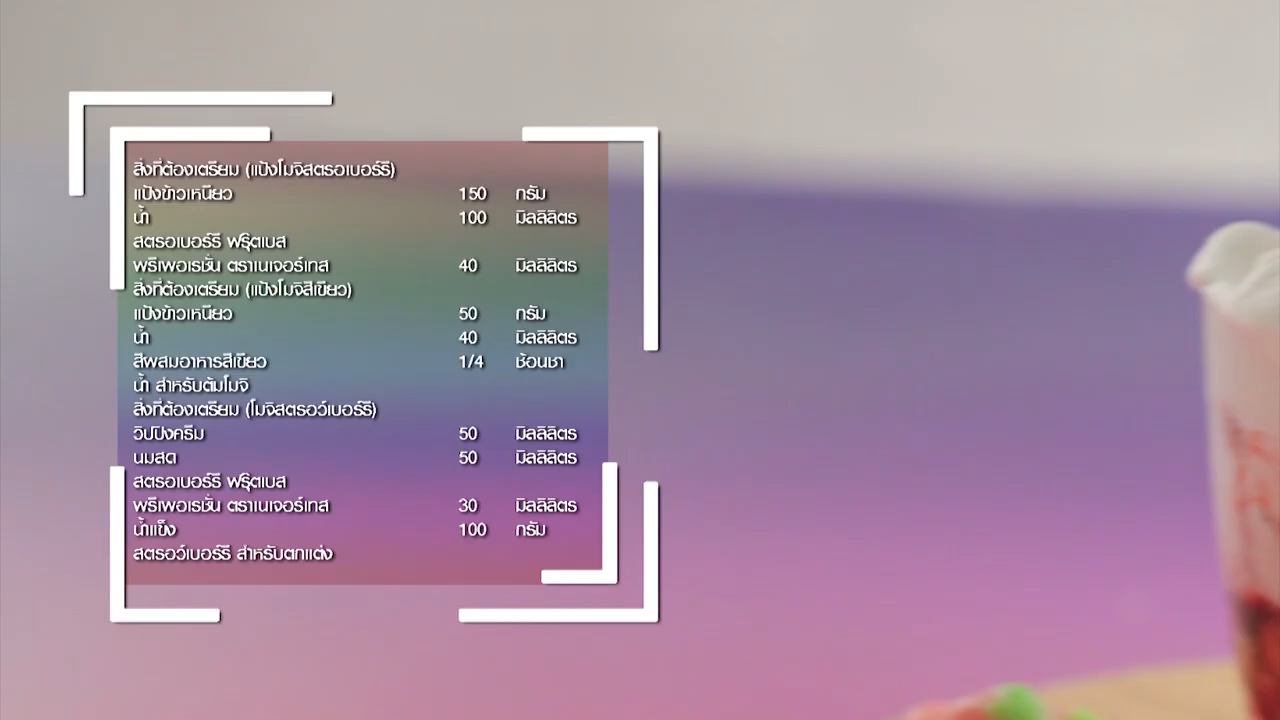 สิ่งที่ต้องเตรียม (แป้งโมจิสตรอเบอร์รี)
แป้งข้าวเหนียว 150 กรัม
น้ำ 100 มิลลิลิตร
สตรอเบอร์รี ฟรุ๊ตเบส
พรีเพอเรชั่น ตราเนเจอร์เทส 40 มิลลิลิตร
สิ่งที่ต้องเตรียม (แป้งโมจิสีเขียว)
แป้งข้าวเหนียว 50 กรัม
น้ำ 40 มิลลิลิตร
สีผสมอาหารสีเขียว 1/4 ช้อนชา
น้ำ สำหรับต้มโมจิ
สิ่งที่ต้องเตรียม (โมจิสตรอว์เบอร์รี)
วิปปิงครีม 50 มิลลิลิตร
นมสด 50 มิลลิลิตร
สตรอเบอร์รี ฟรุ๊ตเบส
พรีเพอเรชั่น ตราเนเจอร์เทส 30 มิลลิลิตร
น้ำแข็ง 100 กรัม
สตรอว์เบอร์รี สำหรับตกแต่ง